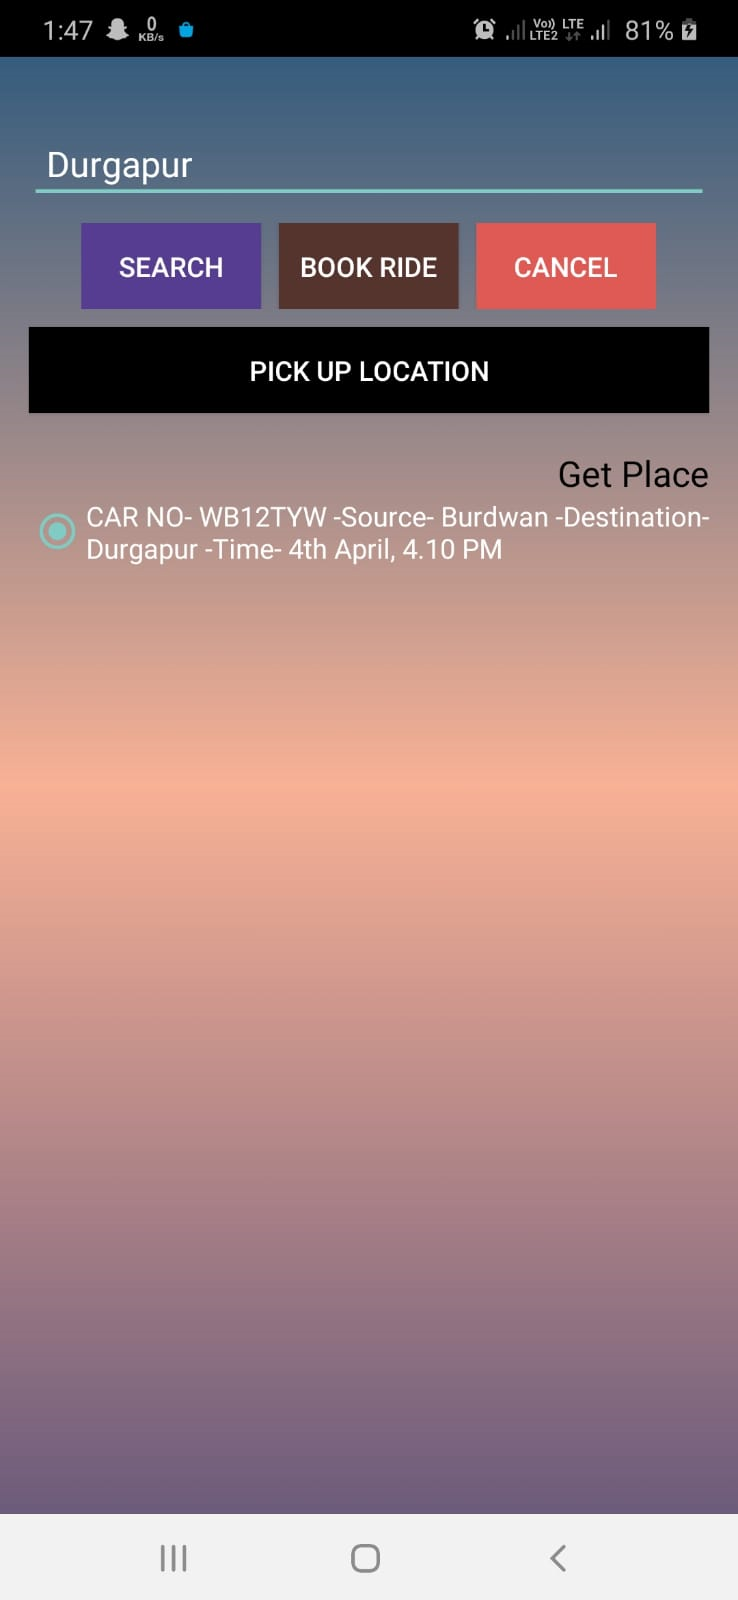 1:47 0 KB/s Vo) LTE LTE2 81%
Durgapur
SEARCH BOOK RIDE CANCEL
PICK UP LOCATION
Get Place
CAR NO- WB12TYW -Source- Burdwan -Destination-
Durgapur -Time- 4th April, 4.10 PM